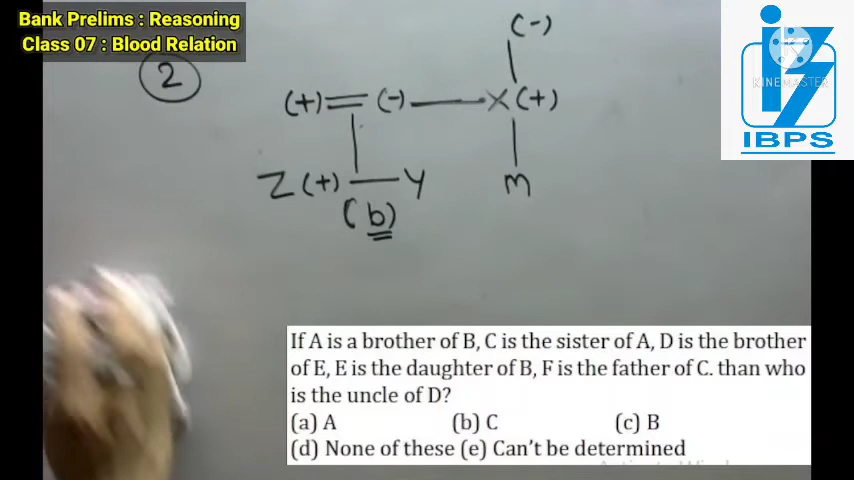 Bank Prelims : Reasoning
Class 07 : Blood Relation
2
(-)
(+) (-) X (+)
Z (+) Y
m
(b)
KINEMASTER
IBPS
If A is a brother of B, C is the sister of A, D is the brother
of E, E is the daughter of B, F is the father of C. than who
is the uncle of D?
(a) A (b) C (c) B
(d) None of these (e) Can't be determined